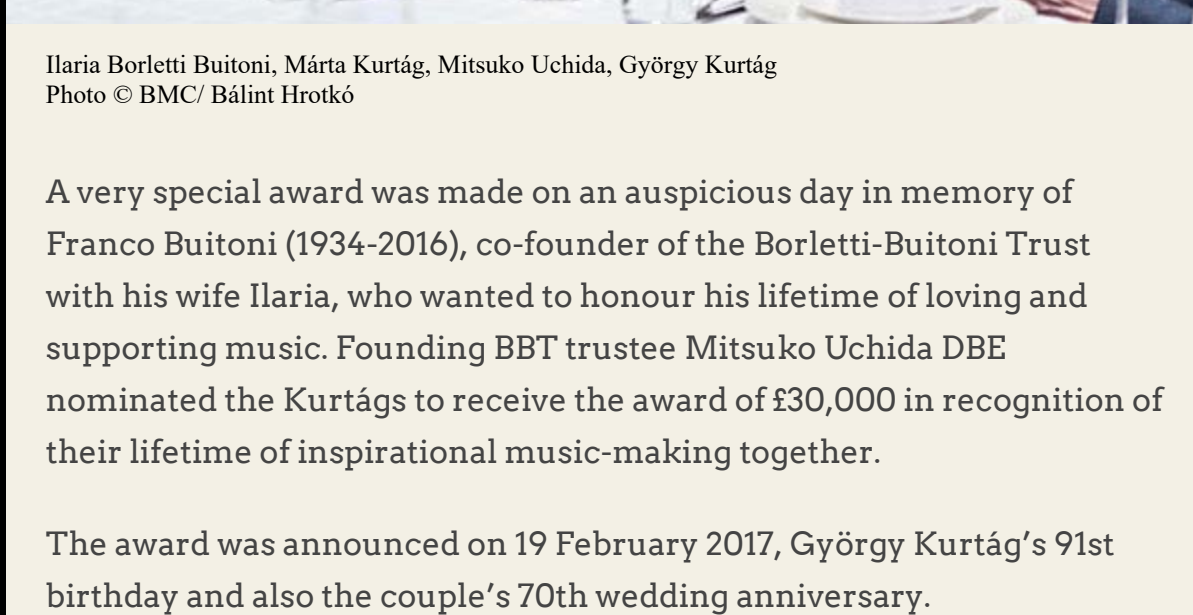 Ilaria Borletti Buitoni, Márta Kurtág, Mitsuko Uchida, György Kurtág
Photo © BMC/ Bálint Hrotkó
A very special award was made on an auspicious day in memory of
Franco Buitoni (1934-2016), co-founder of the Borletti-Buitoni Trust
with his wife Ilaria, who wanted to honour his lifetime of loving and
supporting music. Founding BBT trustee Mitsuko Uchida DBE
nominated the Kurtágs to receive the award of £30,000 in recognition of
their lifetime of inspirational music-making together.
The award was announced on 19 February 2017, György Kurtág’s 91st
birthday and also the couple’s 70th wedding anniversary.